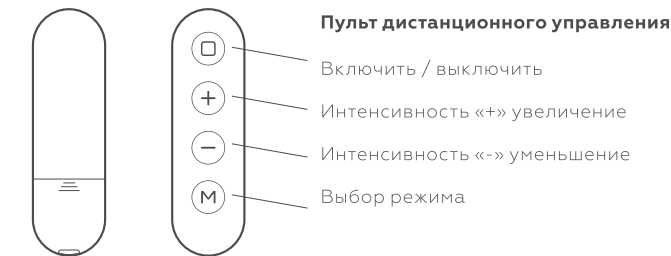 Пульт дистанционного управления
Включить / выключить
Интенсивность «+» увеличение
Интенсивность «-» уменьшение
M Выбор режима